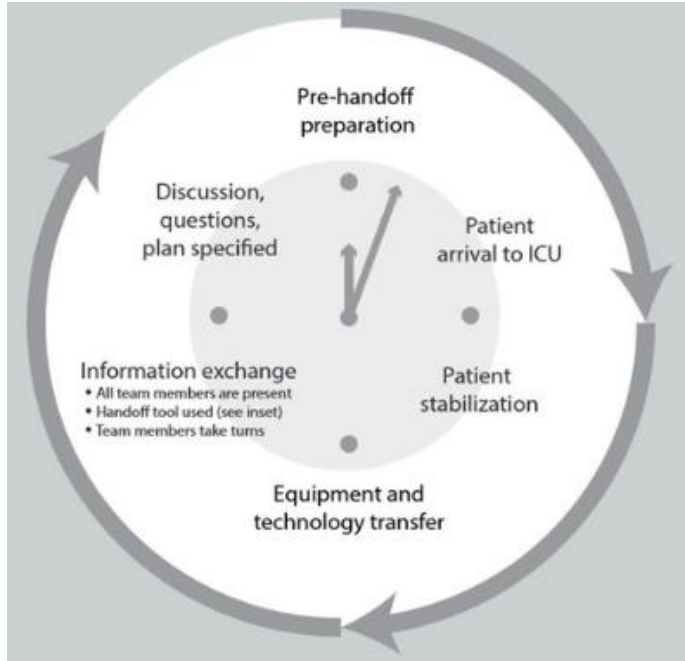 Pre-handoff
preparation
Patient
arrival to ICU
Patient
stabilization
Equipment and
technology transfer
Information exchange
• All team members are present
• Handoff tool used (see inset)
• Team members take turns
Discussion,
questions,
plan specified